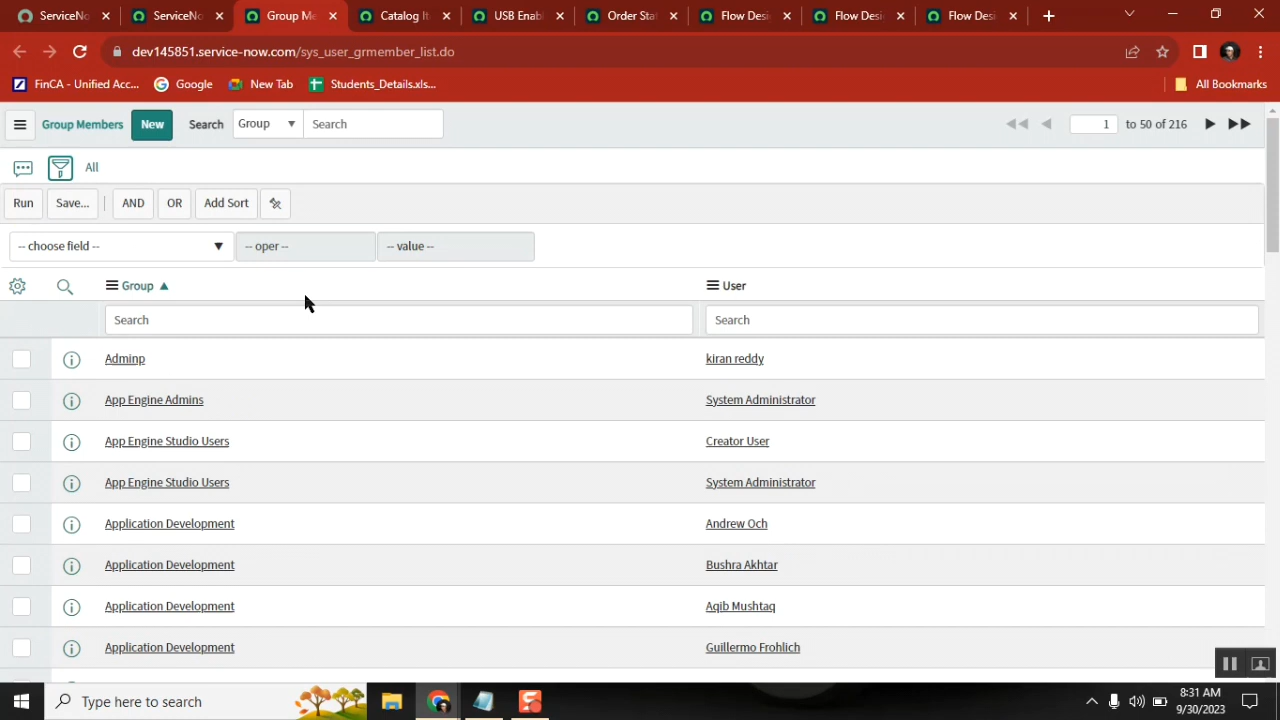 ServiceNo
ServiceNo
Group Me
Catalog It
USB Enab
Order Sta
Flow Desi
Flow Desi
Flow Desi
dev145851.service-now.com/sys_user_grmember_list.do
FinCA - Unified Acc...
Google
New Tab
Students_Details.xls...
All Bookmarks
Group Members
New
Search
Group
Search
1
to 50 of 216
All
Run
Save...
AND
OR
Add Sort
-- choose field --
-- oper --
-- value --
Group
User
Search
Search
Adminp
kiran reddy
App Engine Admins
System Administrator
App Engine Studio Users
Creator User
App Engine Studio Users
System Administrator
Application Development
Andrew Och
Application Development
Bushra Akhtar
Application Development
Aqib Mushtaq
Application Development
Guillermo Frohlich
Type here to search
8:31 AM
9/30/2023